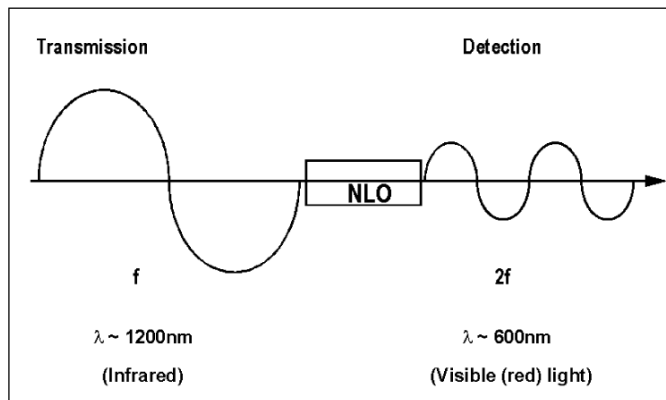 Transmission
Detection
NLO
f
2f
λ ~ 1200nm
λ ~ 600nm
(Infrared)
(Visible (red) light)